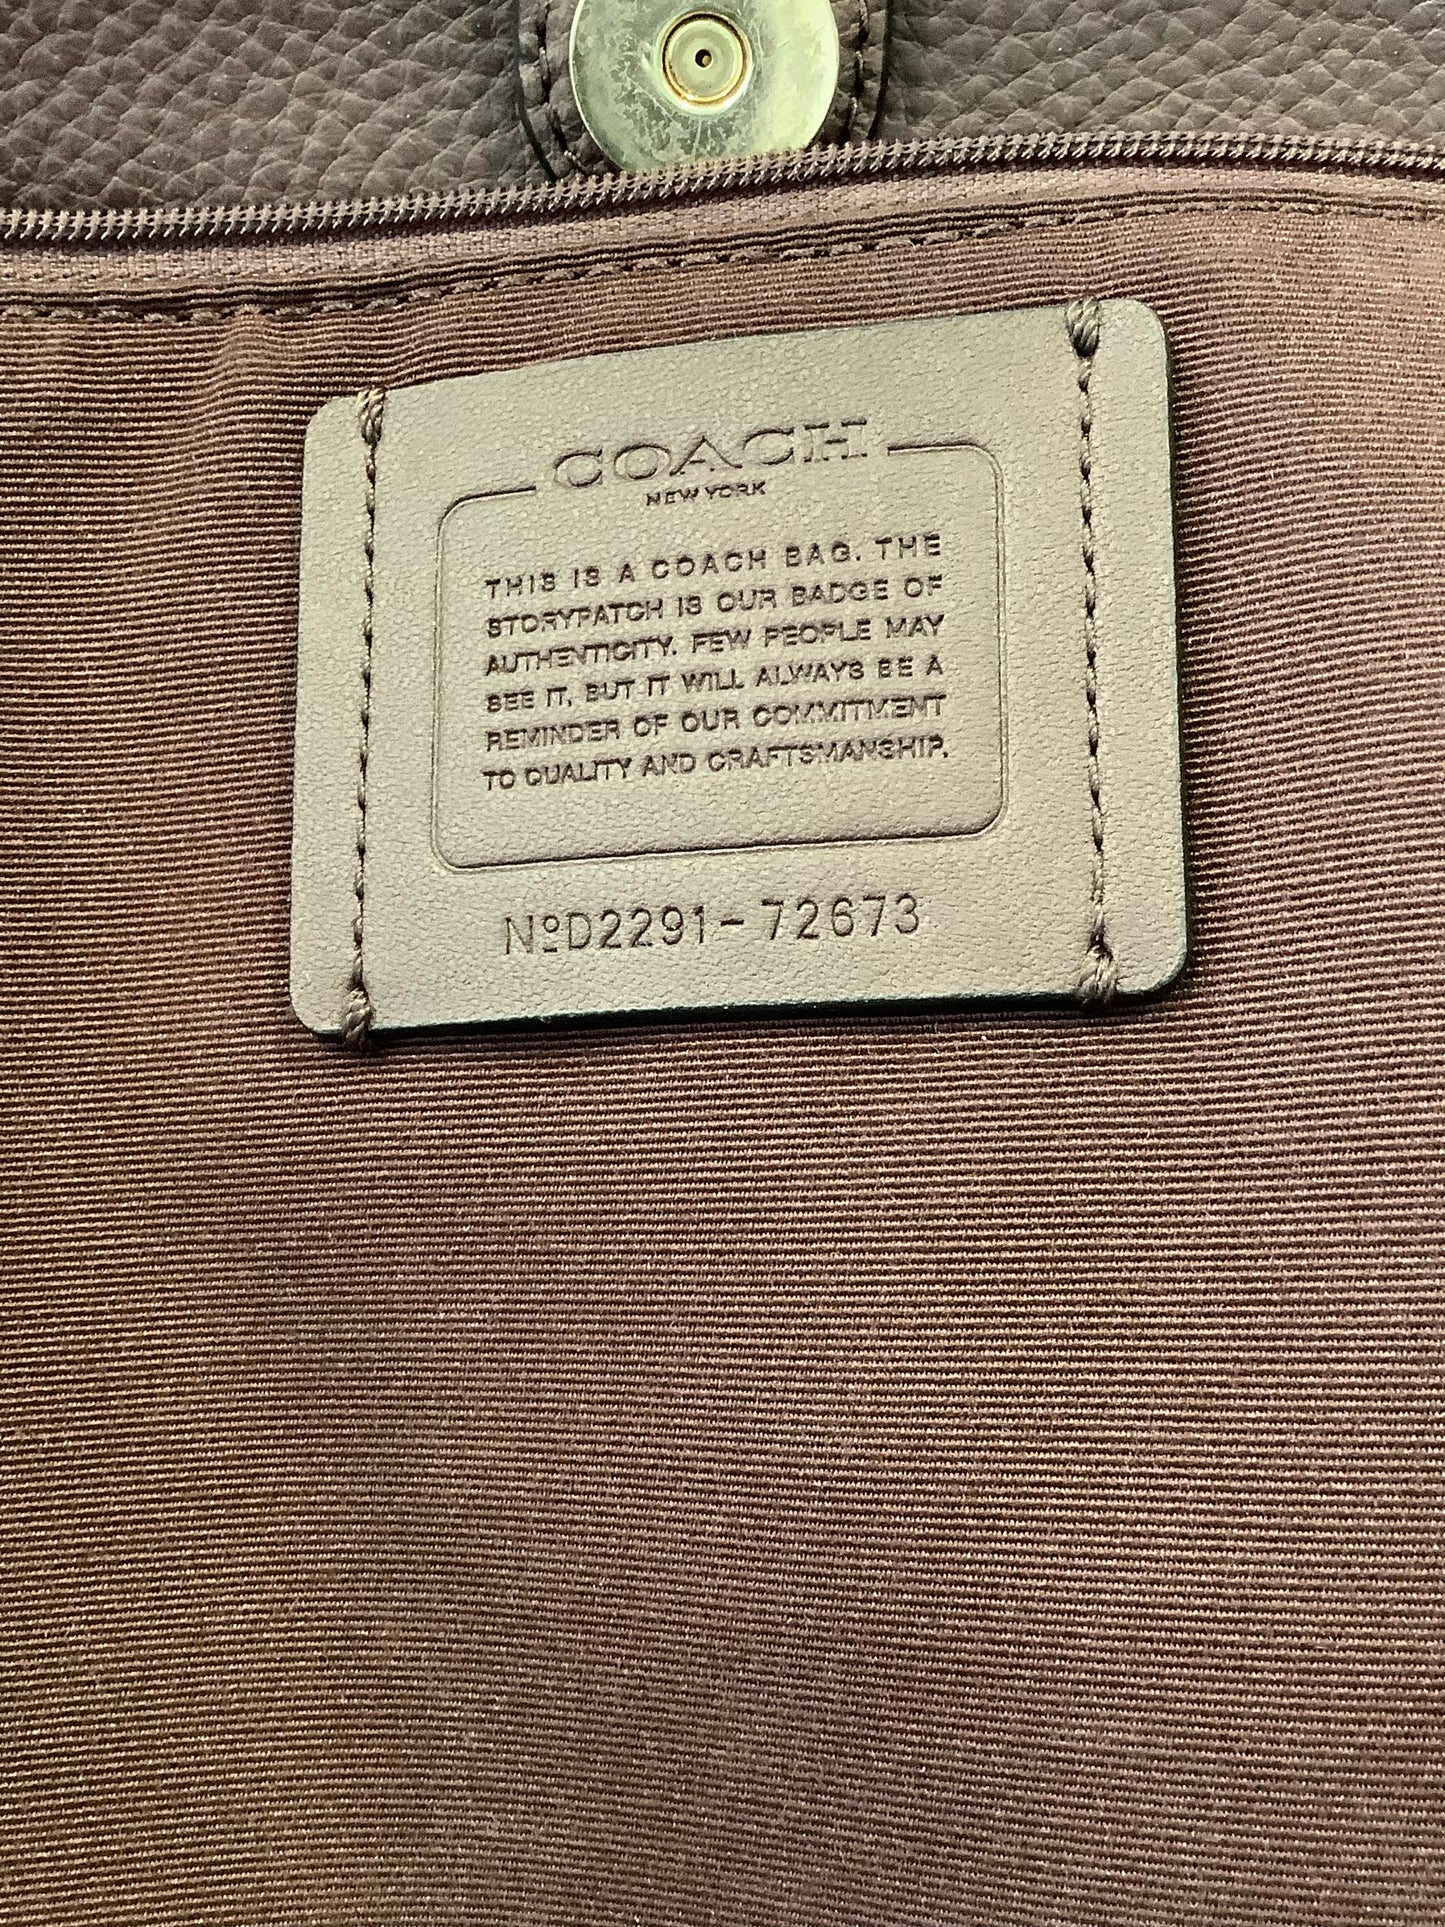 COACH
NEW YORK
THIS IS A COACH BAG. THE
STORYPATCH IS OUR BADGE OF
AUTHENTICITY. FEW PEOPLE MAY
SEE IT, BUT IT WILL ALWAYS BE A
REMINDER OF OUR COMMITMENT
TO QUALITY AND CRAFTSMANSHIP.
NºD2291-72673